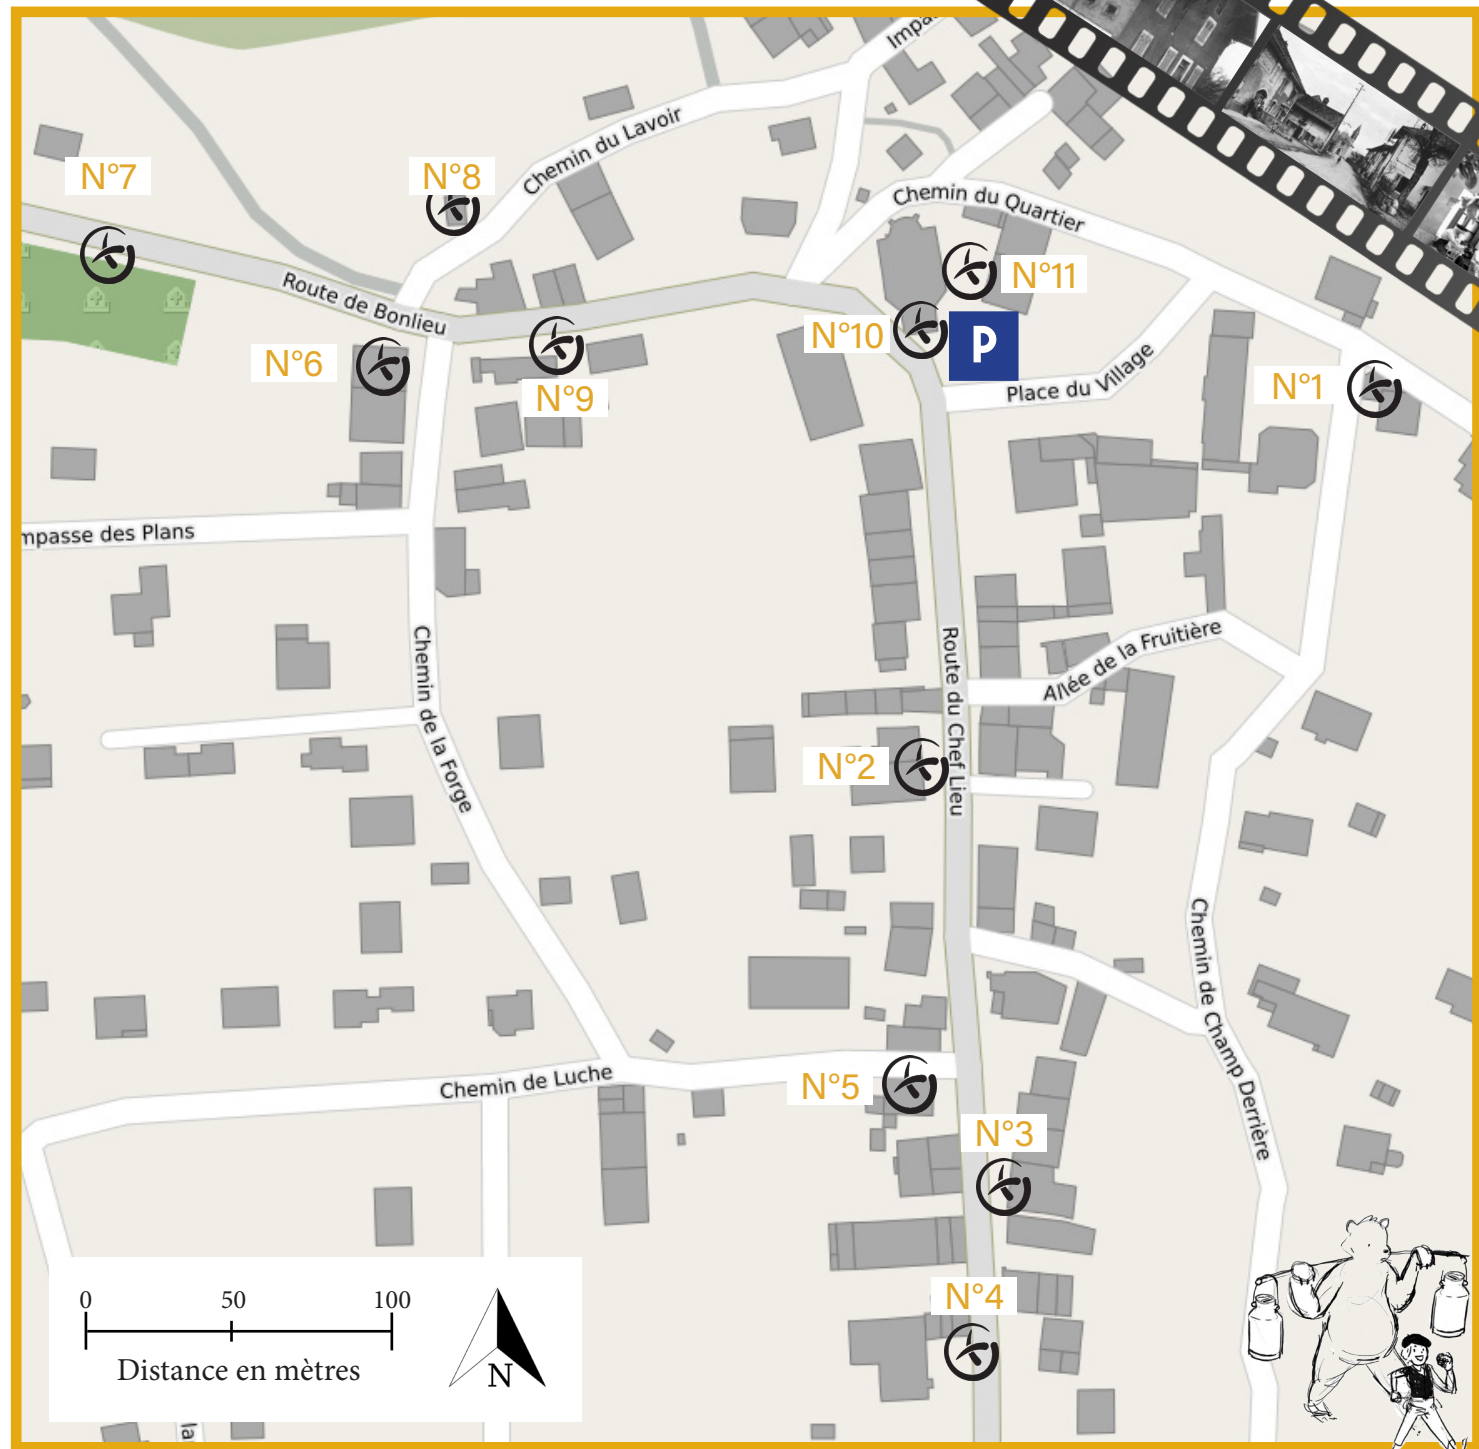 Impa
Chemin du Lavoir
N°7
N°8
Chemin du Quartier
N°11
Route de Bonlieu
N°10
P
N°6
Place du Village
N°1
N°9
mpasse des Plans
Chemin de la Forge
Route du Chef Lieu
Allée de la Fruitière
N°2
Chemin de Champ Derrière
Chemin de Luche
N°5
N°3
N°4
0 50 100
Distance en mètres
N